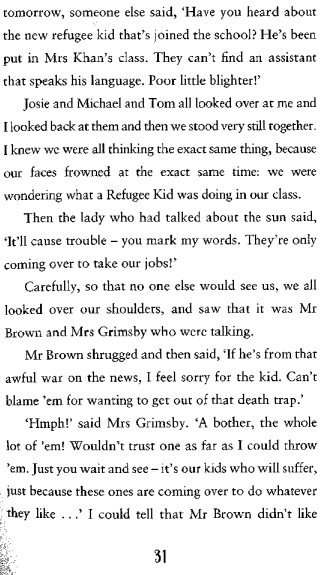 tomorrow, someone else said, ‘Have you heard about
the new refugee kid that’s joined the school? He’s been
put in Mrs Khan’s class. They can’t find an assistant
that speaks his language. Poor little blighter!’
Josie and Michael and Tom all looked over at me and
I looked back at them and then we stood very still together.
I knew we were all thinking the exact same thing, because
our faces frowned at the exact same time: we were
wondering what a Refugee Kid was doing in our class.
Then the lady who had talked about the sun said,
‘It’ll cause trouble – you mark my words. They’re only
coming over to take our jobs!’
Carefully, so that no one else would see us, we all
looked over our shoulders, and saw that it was Mr
Brown and Mrs Grimsby who were talking.
Mr Brown shrugged and then said, ‘If he’s from that
awful war on the news, I feel sorry for the kid. Can’t
blame ’em for wanting to get out of that death trap.’
‘Hmph!’ said Mrs Grimsby. ‘A bother, the whole
lot of ’em! Wouldn’t trust one as far as I could throw
’em. Just you wait and see – it’s our kids who will suffer,
just because these ones are coming over to do whatever
they like ...’ I could tell that Mr Brown didn’t like
31